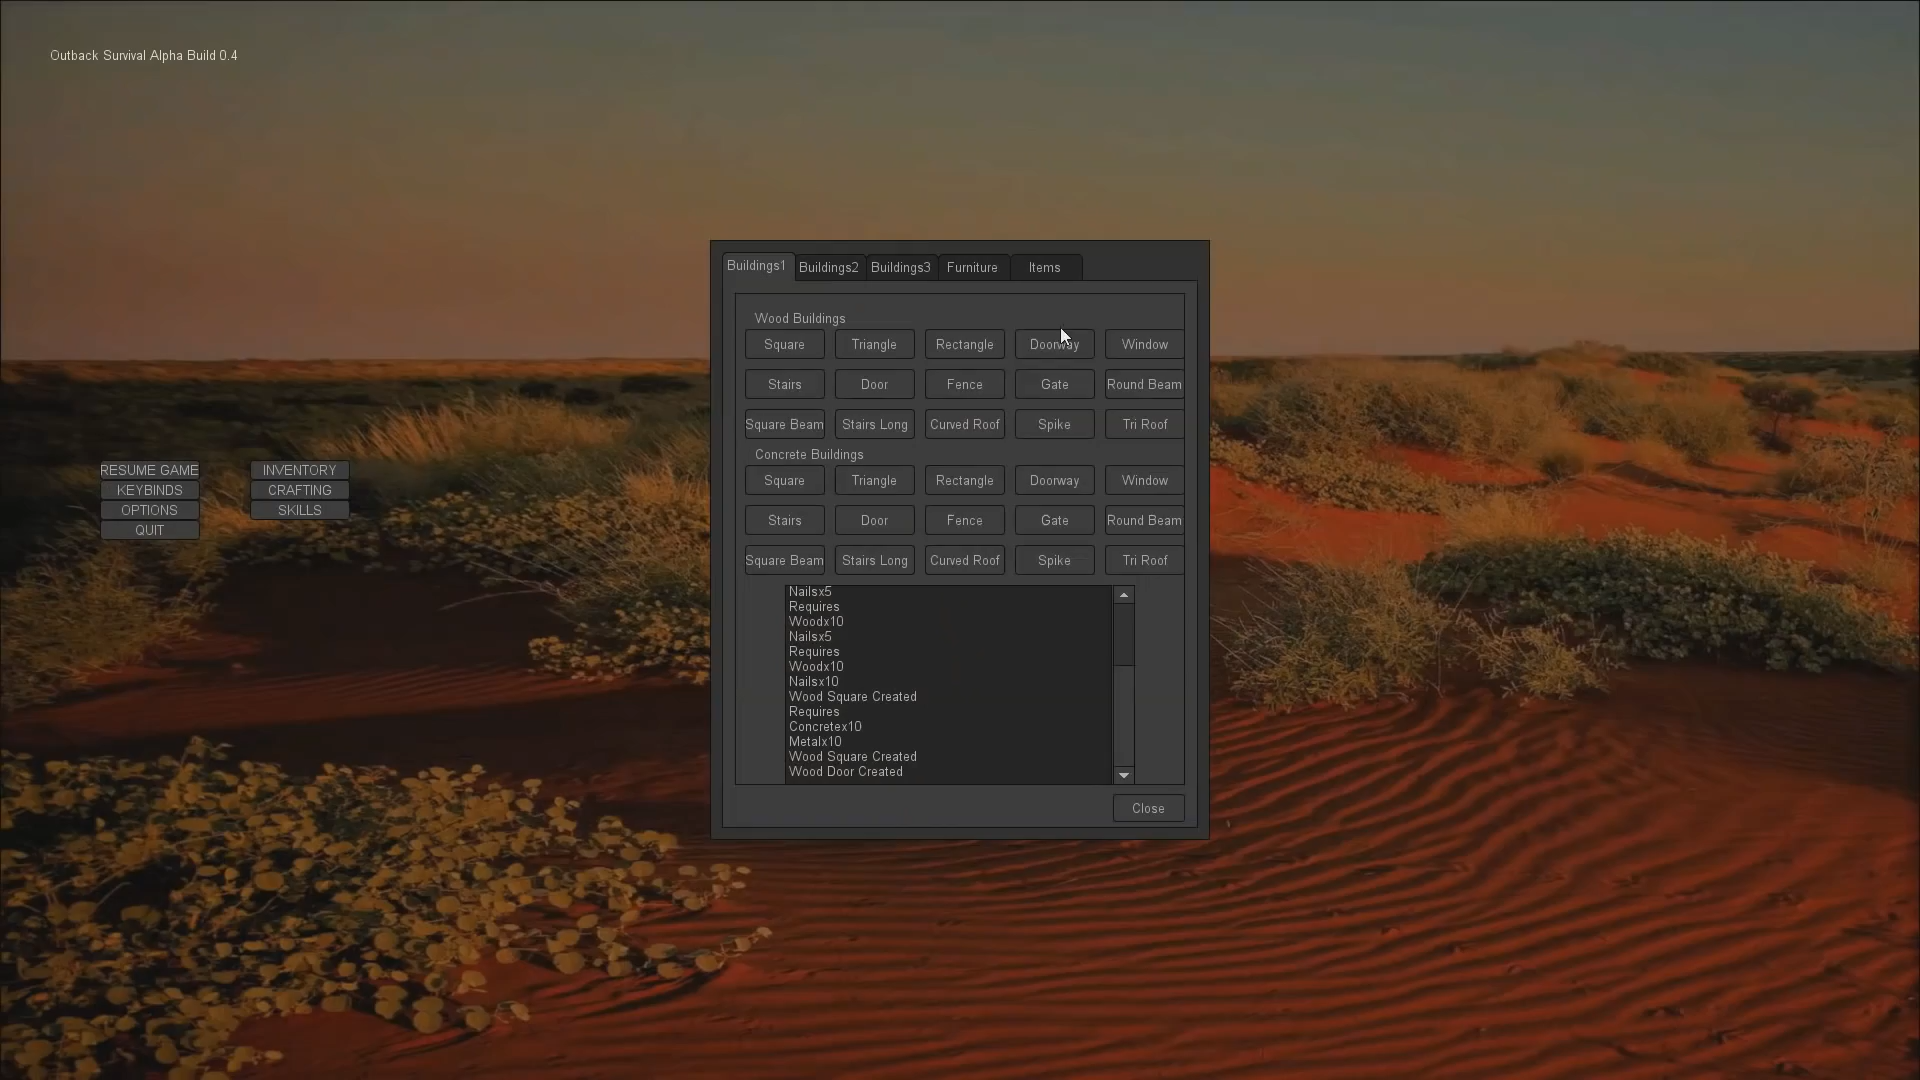 Outback Survival Alpha Build 0.4
Buildings1 Buildings2 Buildings3 Furniture Items
Wood Buildings
Square Triangle Rectangle Doorway Window
Stairs Door Fence Gate Round Beam
Square Beam Stairs Long Curved Roof Spike Tri Roof
Concrete Buildings
Square Triangle Rectangle Doorway Window
Stairs Door Fence Gate Round Beam
Square Beam Stairs Long Curved Roof Spike Tri Roof
RESUME GAME INVENTORY
KEYBINDS CRAFTING
OPTIONS SKILLS
QUIT
Nailsx5
Requires
Woodx10
Nailsx5
Requires
Woodx10
Nailsx10
Wood Square Created
Requires
Concretex10
Metalx10
Wood Square Created
Wood Door Created
Close